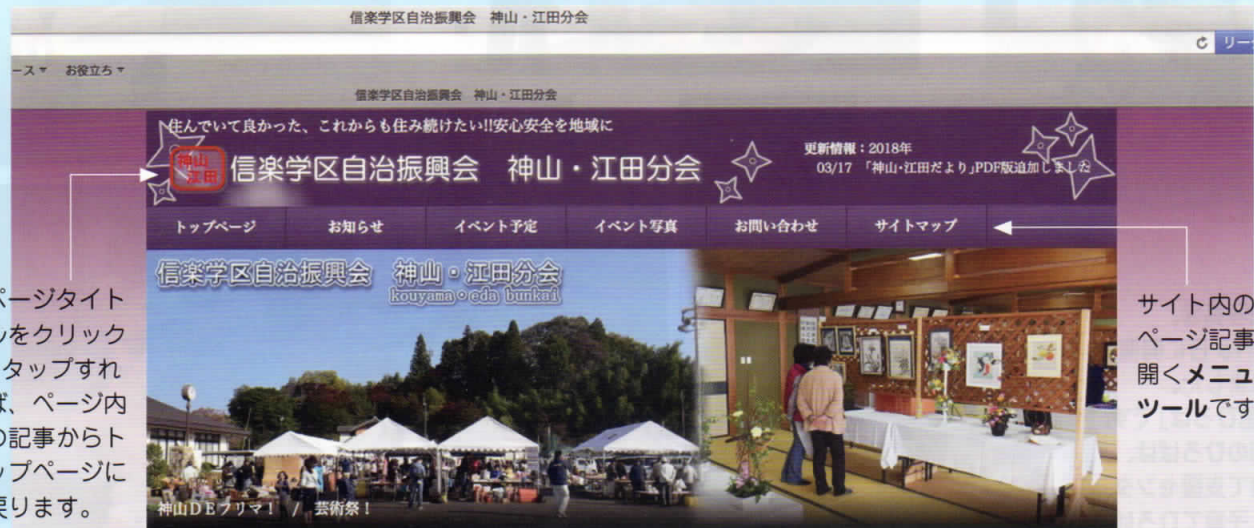 信楽学区自治振興会　神山・江田分会
ース▼　お役立ち▼
信楽学区自治振興会　神山・江田分会
住んでいて良かった、これからも住み続けたい!!安心安全を地域に
神山
江田
信楽学区自治振興会　神山・江田分会
更新情報：2018年
03/17 「神山・江田だより」PDF版追加しました
トップページ　お知らせ　イベント予定　イベント写真　お問い合わせ　サイトマップ
信楽学区自治振興会　神山・江田分会
kouyama・eda bunkai
神山DEフリマ！ / 芸術祭！
ページタイト
ルをクリック
タップすれ
ば、ページ内
の記事からト
ップページに
戻ります。
サイト内の
ページ記事
開くメニュ
ツールです